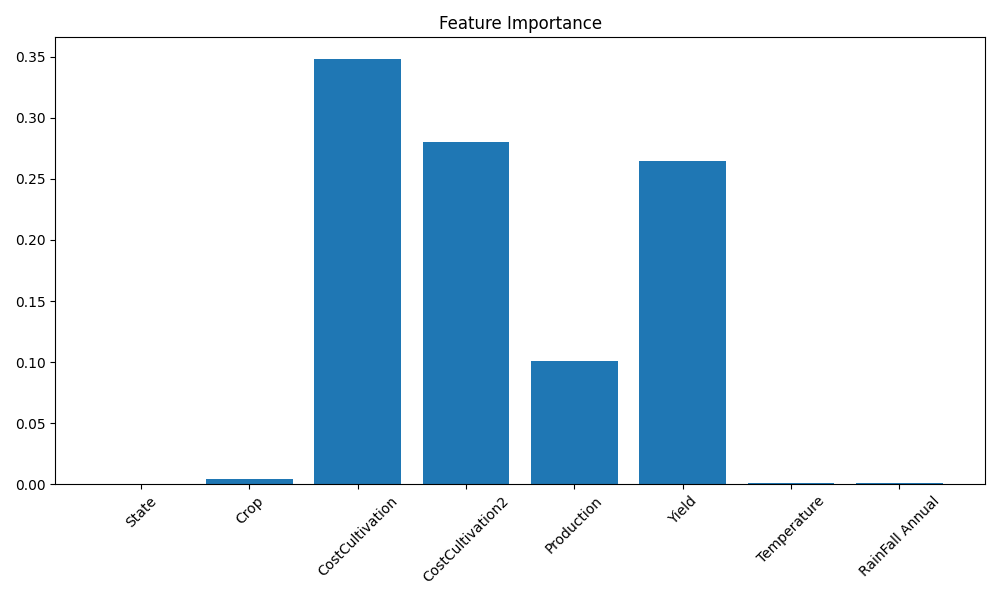 Feature Importance
0.35
0.30
0.25
0.20
0.15
0.10
0.05
0.00
State
Crop
CostCultivation
CostCultivation2
Production
Yield
Temperature
RainFall Annual